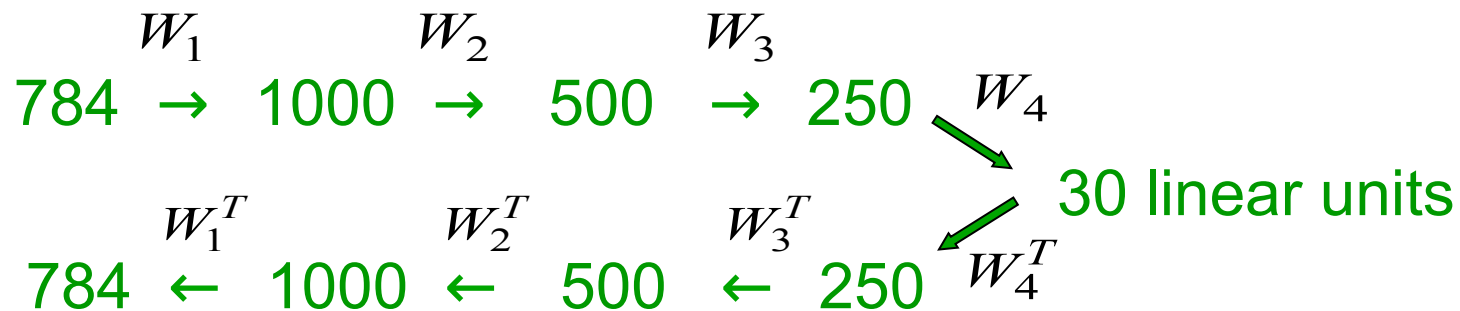 W₁ W₂ W₃
784 → 1000 → 500 → 250 W₄
30 linear units
W₁ᵀ W₂ᵀ W₃ᵀ
784 ← 1000 ← 500 ← 250 W₄ᵀ